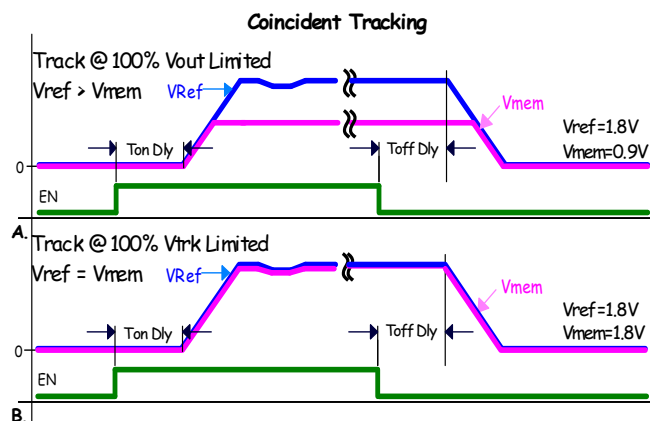 Coincident Tracking
Track @ 100% Vout Limited
Vref > Vmem
VRef
Vmem
Vref=1.8V
Vmem=0.9V
Ton Dly
Toff Dly
0
EN
A.
Track @ 100% Vtrk Limited
Vref = Vmem
VRef
Vmem
Vref=1.8V
Vmem=1.8V
Ton Dly
Toff Dly
0
EN
B.